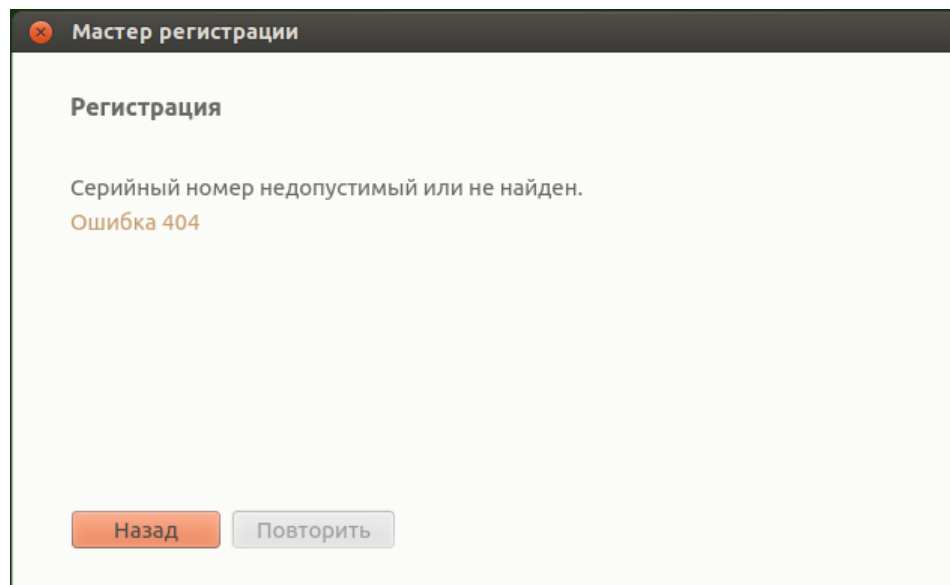 Мастер регистрации
Регистрация
Серийный номер недопустимый или не найден.
Ошибка 404
Назад
Повторить